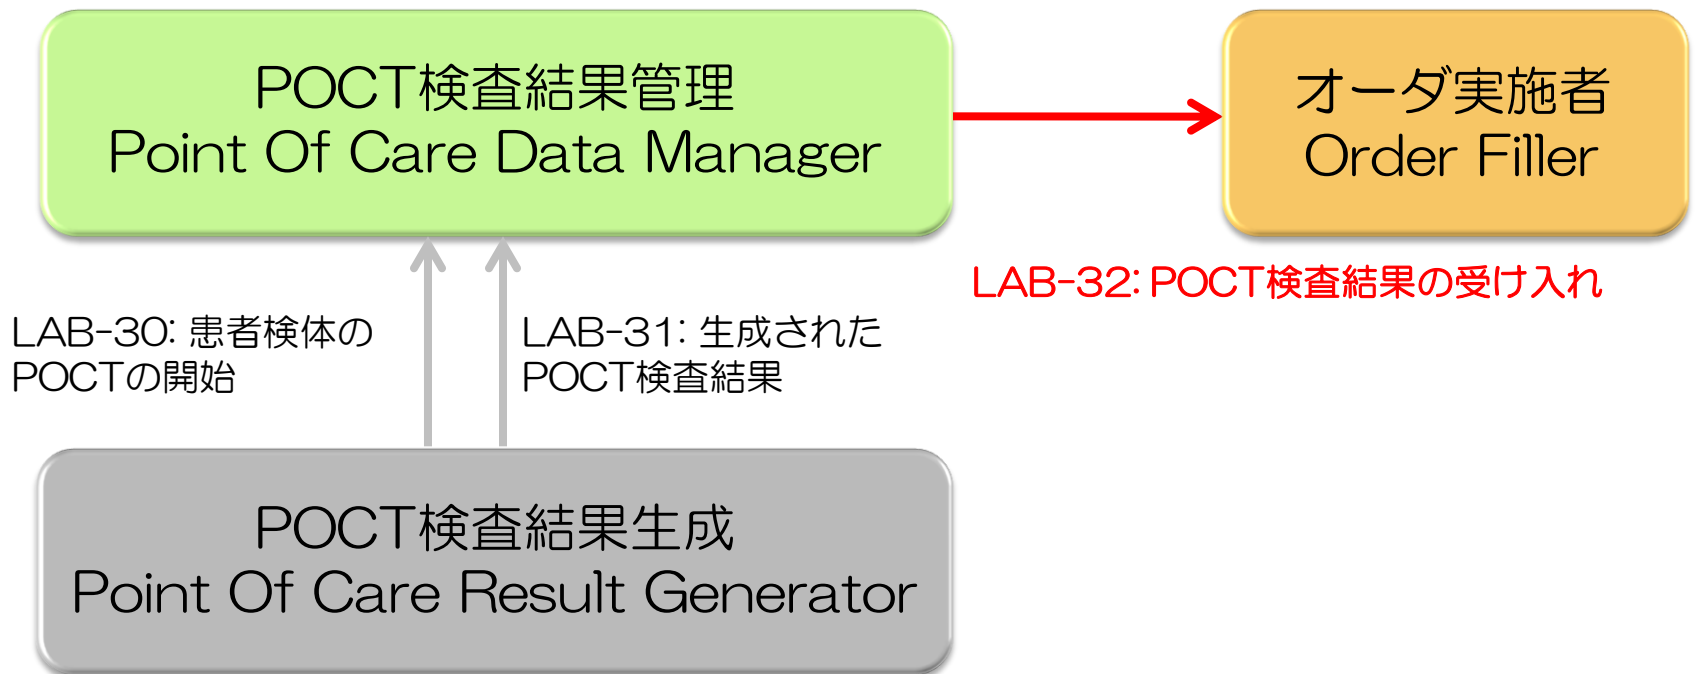 POCT検査結果管理
Point Of Care Data Manager
オーダ実施者
Order Filler
LAB-32: POCT検査結果の受け入れ
LAB-30: 患者検体の
POCTの開始
LAB-31: 生成された
POCT検査結果
POCT検査結果生成
Point Of Care Result Generator